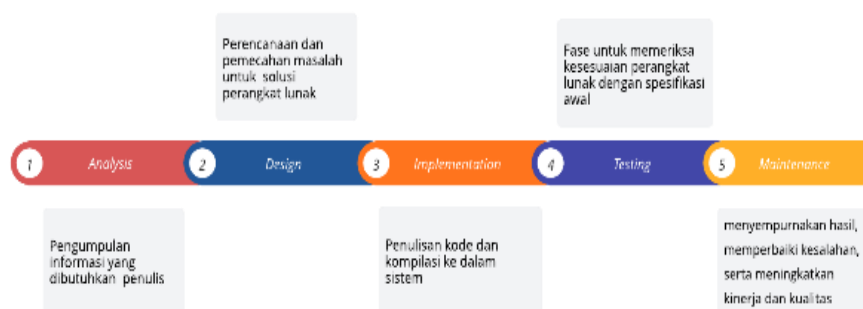 Perencanaan dan
pemecahan masalah
untuk solusi
perangkat lunak
Fase untuk memeriksa
kesesuaian perangkat
lunak dengan spesifikasi
awal
1 Analysis 2 Design 3 Implementation 4 Testing 5 Maintenance
Pengumpulan
informasi yang
dibutuhkan penulis
Penulisan kode dan
kompilasi ke dalam
sistem
menyempurnakan hasil,
memperbaiki kesalahan,
serta meningkatkan
kinerja dan kualitas